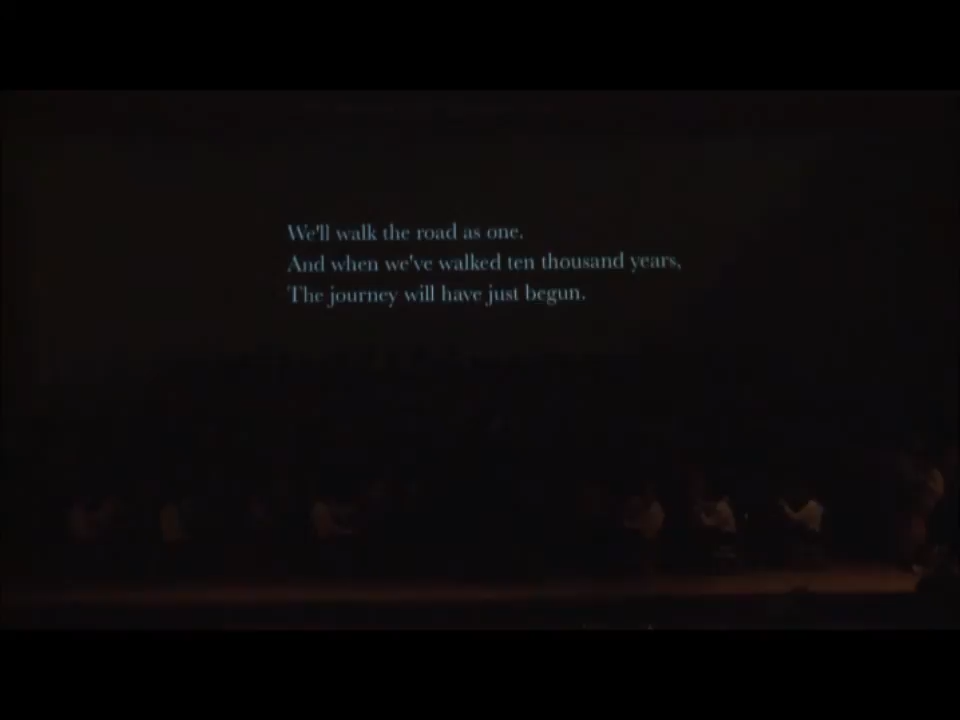 We'll walk the road as one.
And when we've walked ten thousand years,
The journey will have just begun.